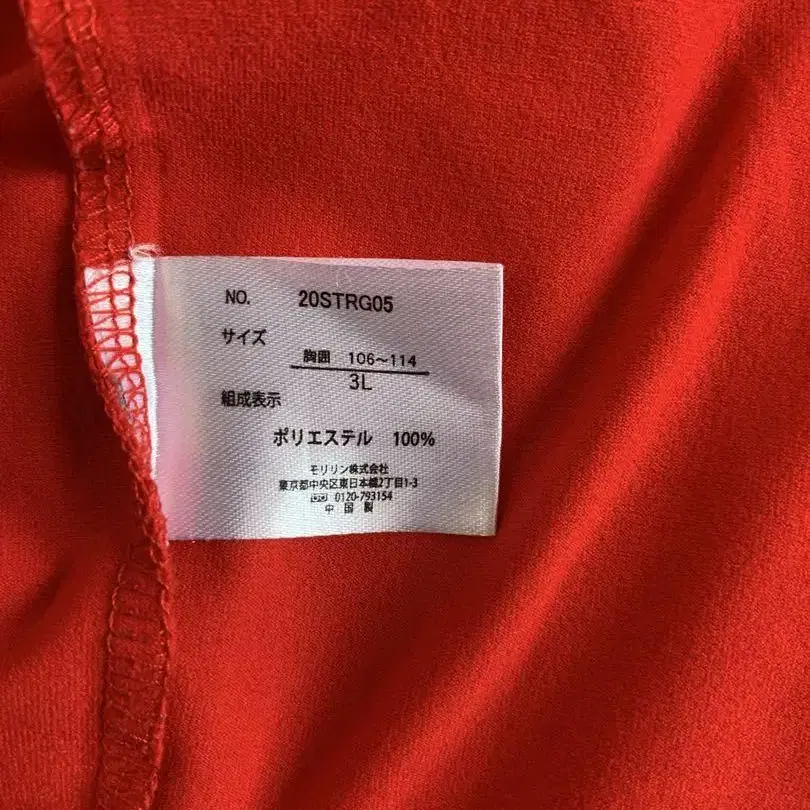 NO. 20STRG05
サイズ
胸囲 106～114
3L
組成表示
ポリエステル 100%
モリリン株式会社
東京都中央区東日本橋2丁目1-3
0120-793154
中国製